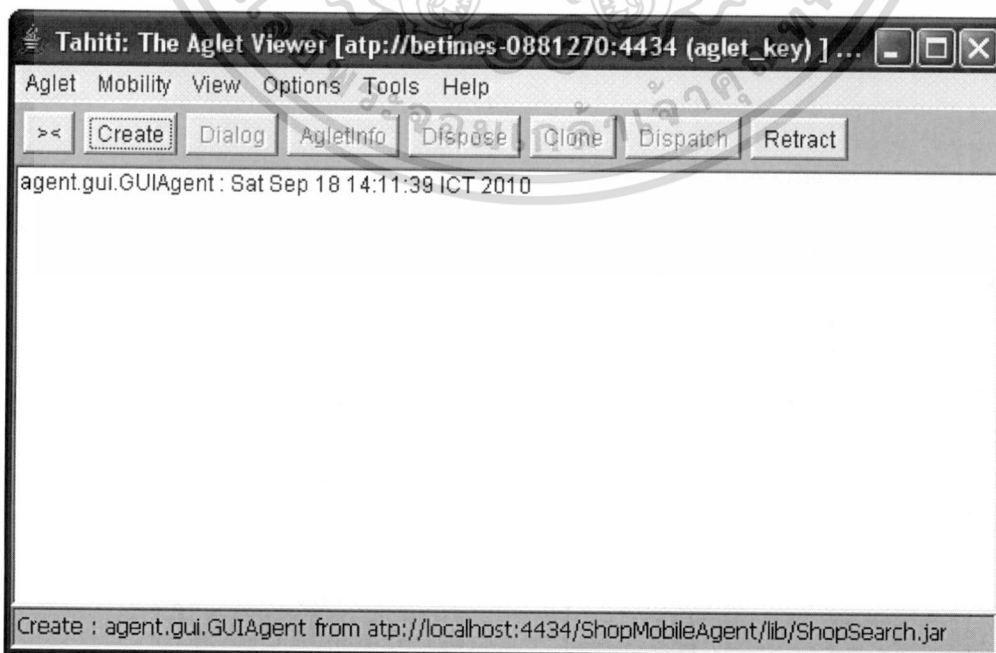 Tahiti: The Aglet Viewer [atp://betimes-0881270:4434 (aglet_key) ] ...
Aglet Mobility View Options Tools Help
>< Create Dialog AgletInfo Dispose Clone Dispatch Retract
agent.gui.GUIAgent : Sat Sep 18 14:11:39 ICT 2010
Create : agent.gui.GUIAgent from atp://localhost:4434/ShopMobileAgent/lib/ShopSearch.jar